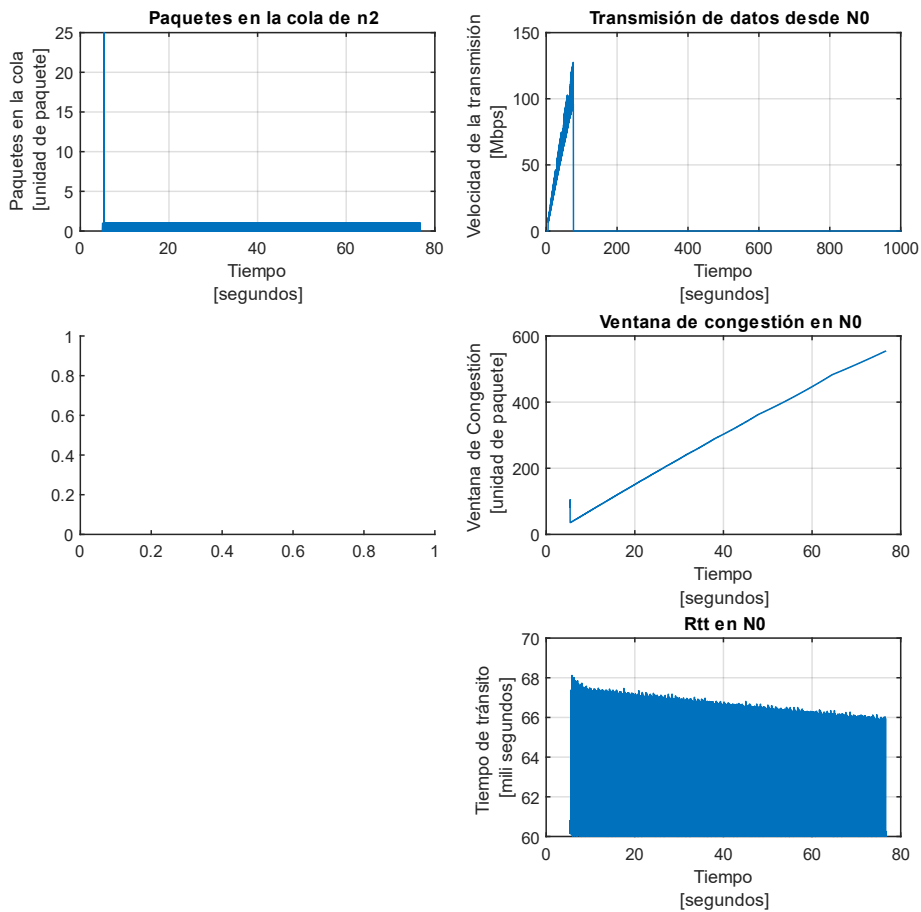 Paquetes en la cola de n2
Paquetes en la cola
[unidad de paquete]
25
20
15
10
5
0
0 20 40 60 80
Tiempo
[segundos]
Transmisión de datos desde N0
Velocidad de la transmisión
[Mbps]
150
100
50
0
0 200 400 600 800 1000
Tiempo
[segundos]
1
0.8
0.6
0.4
0.2
0
0 0.2 0.4 0.6 0.8 1
Ventana de congestión en N0
Ventana de Congestión
[unidad de paquete]
600
400
200
0
0 20 40 60 80
Tiempo
[segundos]
Rtt en N0
Tiempo de tránsito
[mili segundos]
70
68
66
64
62
60
0 20 40 60 80
Tiempo
[segundos]